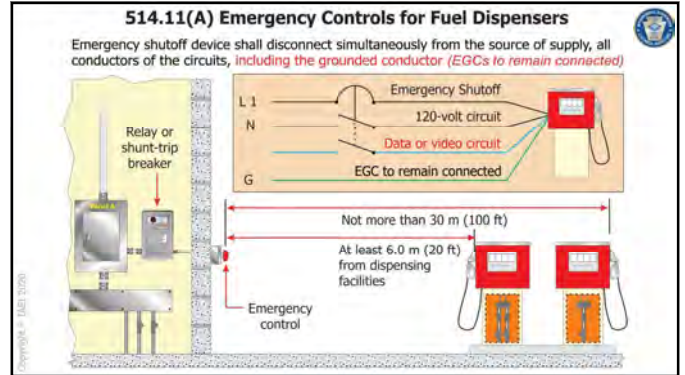 514.11(A) Emergency Controls for Fuel Dispensers
Emergency shutoff device shall disconnect simultaneously from the source of supply, all
conductors of the circuits, including the grounded conductor (EGCs to remain connected)
L 1
Emergency Shutoff
N
120-volt circuit
Data or video circuit
G
EGC to remain connected
Relay or
shunt-trip
breaker
Not more than 30 m (100 ft)
At least 6.0 m (20 ft)
from dispensing
facilities
Emergency
control
Copyright © IAEI 2020